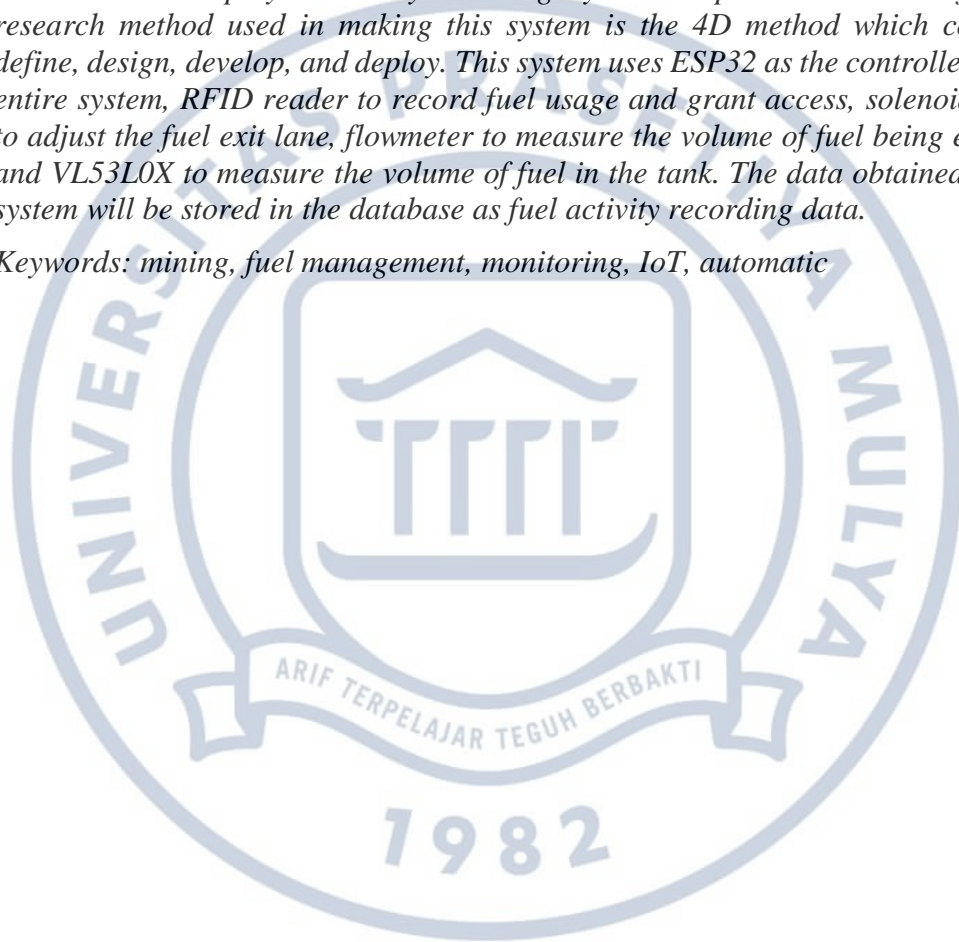 research method used in making this system is the 4D method which
define, design, develop, and deploy. This system uses ESP32 as the
entire system, RFID reader to record fuel usage and grant access,
to adjust the fuel exit lane, flowmeter to measure the volume of fuel being
and VL53L0X to measure the volume of fuel in the tank. The data obtained
system will be stored in the database as fuel activity recording data.
Keywords: mining, fuel management, monitoring, IoT, automatic
UNIVERSITAS PRASETIYA MULYA
ARIF TERPELAJAR TEGUH BERBAKTI
1982